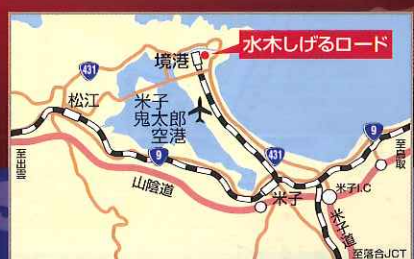 水木しげるロード
境港
431
松江
米子
鬼太郎
空港
9
至鳥取
至出雲
9
431
山陰道
米子
米子I.C
米子道
至落合JCT